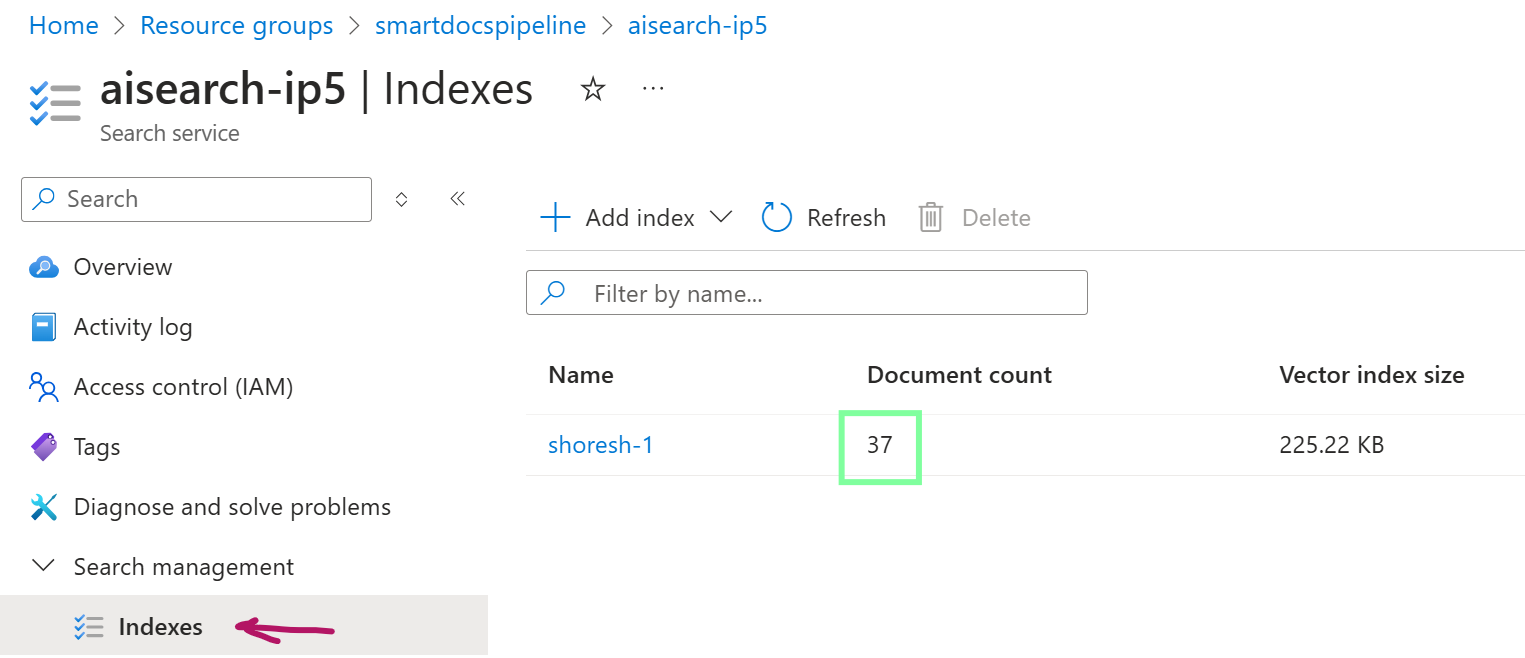 Home > Resource groups > smartdocspipeline > aisearch-ip5
aisearch-ip5 | Indexes
Search service
Search
Add index
Refresh
Delete
Overview
Filter by name...
Activity log
Name
Document count
Vector index size
Access control (IAM)
shoresh-1
37
225.22 KB
Tags
Diagnose and solve problems
Search management
Indexes